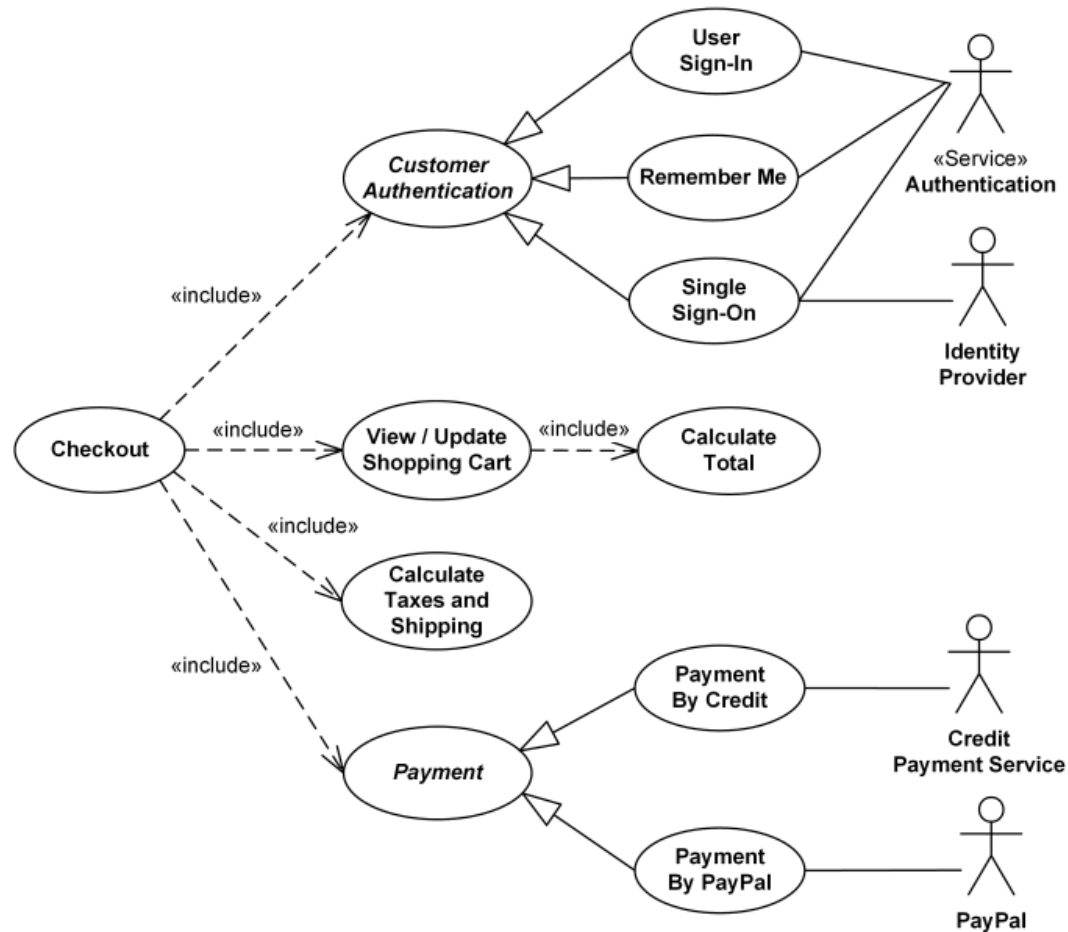 User
Sign-In
Customer
Authentication
Remember Me
«Service»
Authentication
Single
Sign-On
Identity
Provider
«include»
Checkout
«include»
View / Update
Shopping Cart
«include»
Calculate
Total
«include»
Calculate
Taxes and
Shipping
«include»
Payment
By Credit
Credit
Payment Service
Payment
Payment
By PayPal
PayPal